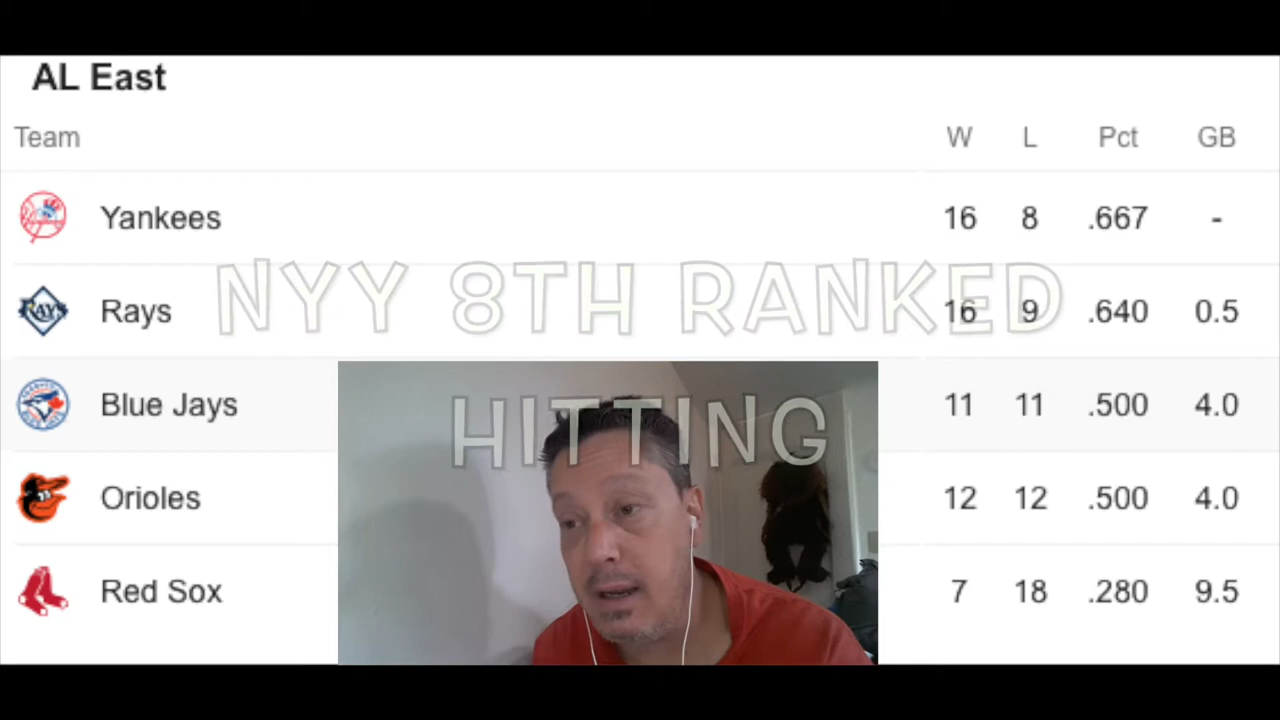 AL East
Team W L Pct GB
Yankees 16 8 .667 -
NYY 8TH RANKED
Rays 16 9 .640 0.5
Blue Jays 11 11 .500 4.0
HITTING
Orioles 12 12 .500 4.0
Red Sox 7 18 .280 9.5